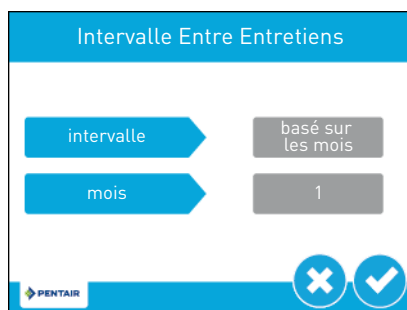 Intervalle Entre Entretiens
intervalle
basé sur
les mois
mois
1
PENTAIR